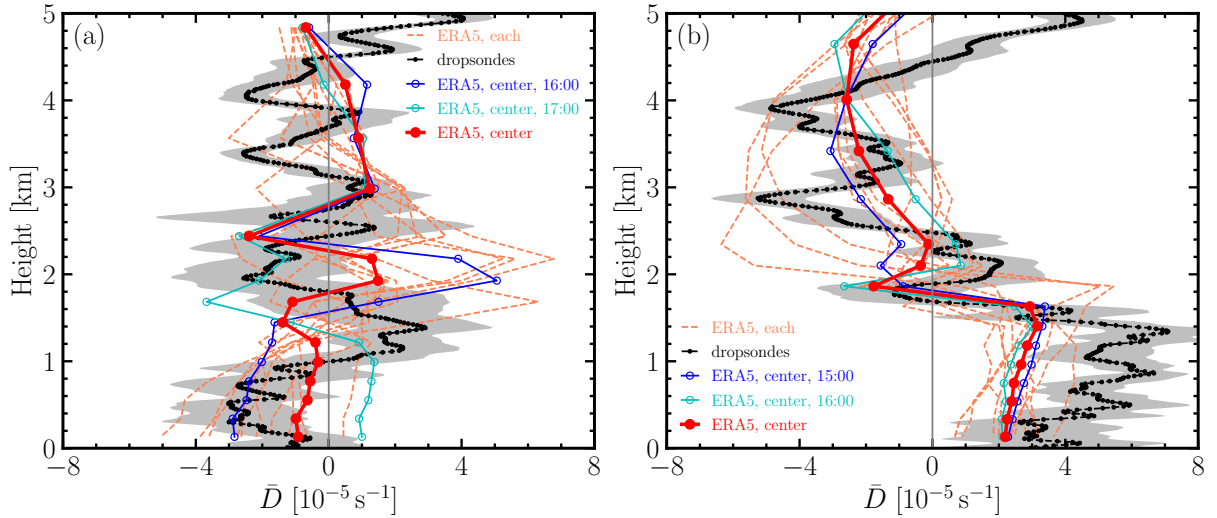 (a)
ERA5, each
dropsondes
ERA5, center, 16:00
ERA5, center, 17:00
ERA5, center
5
4
3
2
1
0
Height [km]
−8
−4
0
4
8
D̄ [10⁻⁵ s⁻¹]
(b)
ERA5, each
dropsondes
ERA5, center, 15:00
ERA5, center, 16:00
ERA5, center
5
4
3
2
1
0
Height [km]
−8
−4
0
4
8
D̄ [10⁻⁵ s⁻¹]